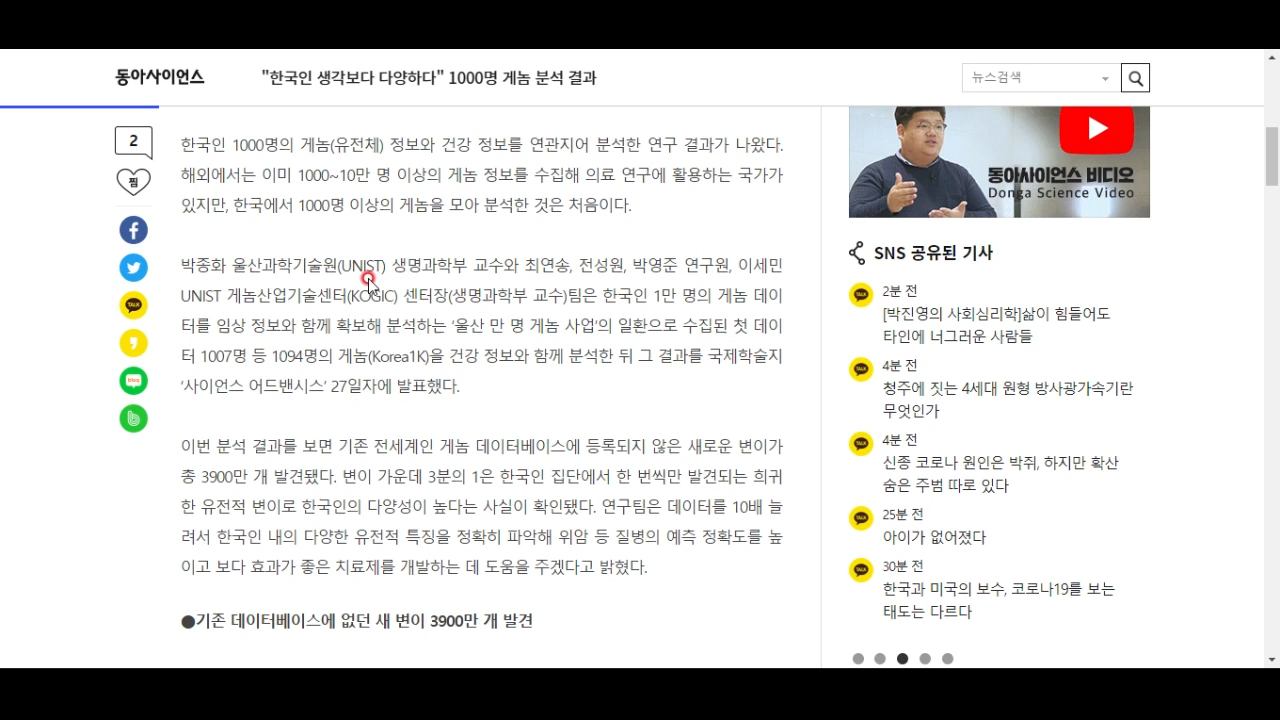 동아사이언스
"한국인 생각보다 다양하다" 1000명 게놈 분석 결과
뉴스검색
2
찜
한국인 1000명의 게놈(유전체) 정보와 건강 정보를 연관지어 분석한 연구 결과가 나왔다.
해외에서는 이미 1000~10만 명 이상의 게놈 정보를 수집해 의료 연구에 활용하는 국가가
있지만, 한국에서 1000명 이상의 게놈을 모아 분석한 것은 처음이다.
박종화 울산과학기술원(UNIST) 생명과학부 교수와 최연송, 전성원, 박영준 연구원, 이세민
UNIST 게놈산업기술센터(KOGIC) 센터장(생명과학부 교수)팀은 한국인 1만 명의 게놈 데이
터를 임상 정보와 함께 확보해 분석하는 ‘울산 만 명 게놈 사업’의 일환으로 수집된 첫 데이
터 1007명 등 1094명의 게놈(Korea1K)을 건강 정보와 함께 분석한 뒤 그 결과를 국제학술지
‘사이언스 어드밴시스’ 27일자에 발표했다.
이번 분석 결과를 보면 기존 전세계인 게놈 데이터베이스에 등록되지 않은 새로운 변이가
총 3900만 개 발견됐다. 변이 가운데 3분의 1은 한국인 집단에서 한 번씩만 발견되는 희귀
한 유전적 변이로 한국인의 다양성이 높다는 사실이 확인됐다. 연구팀은 데이터를 10배 늘
려서 한국인 내의 다양한 유전적 특징을 정확히 파악해 위암 등 질병의 예측 정확도를 높
이고 보다 효과가 좋은 치료제를 개발하는 데 도움을 주겠다고 밝혔다.
●기존 데이터베이스에 없던 새 변이 3900만 개 발견
동아사이언스 비디오
Donga Science Video
SNS 공유된 기사
TALK
2분 전
[박진영의 사회심리학]삶이 힘들어도
타인에 너그러운 사람들
TALK
4분 전
청주에 짓는 4세대 원형 방사광가속기란
무엇인가
TALK
4분 전
신종 코로나 원인은 박쥐, 하지만 확산
숨은 주범 따로 있다
TALK
25분 전
아이가 없어졌다
TALK
30분 전
한국과 미국의 보수, 코로나19를 보는
태도는 다르다
TALK
blog